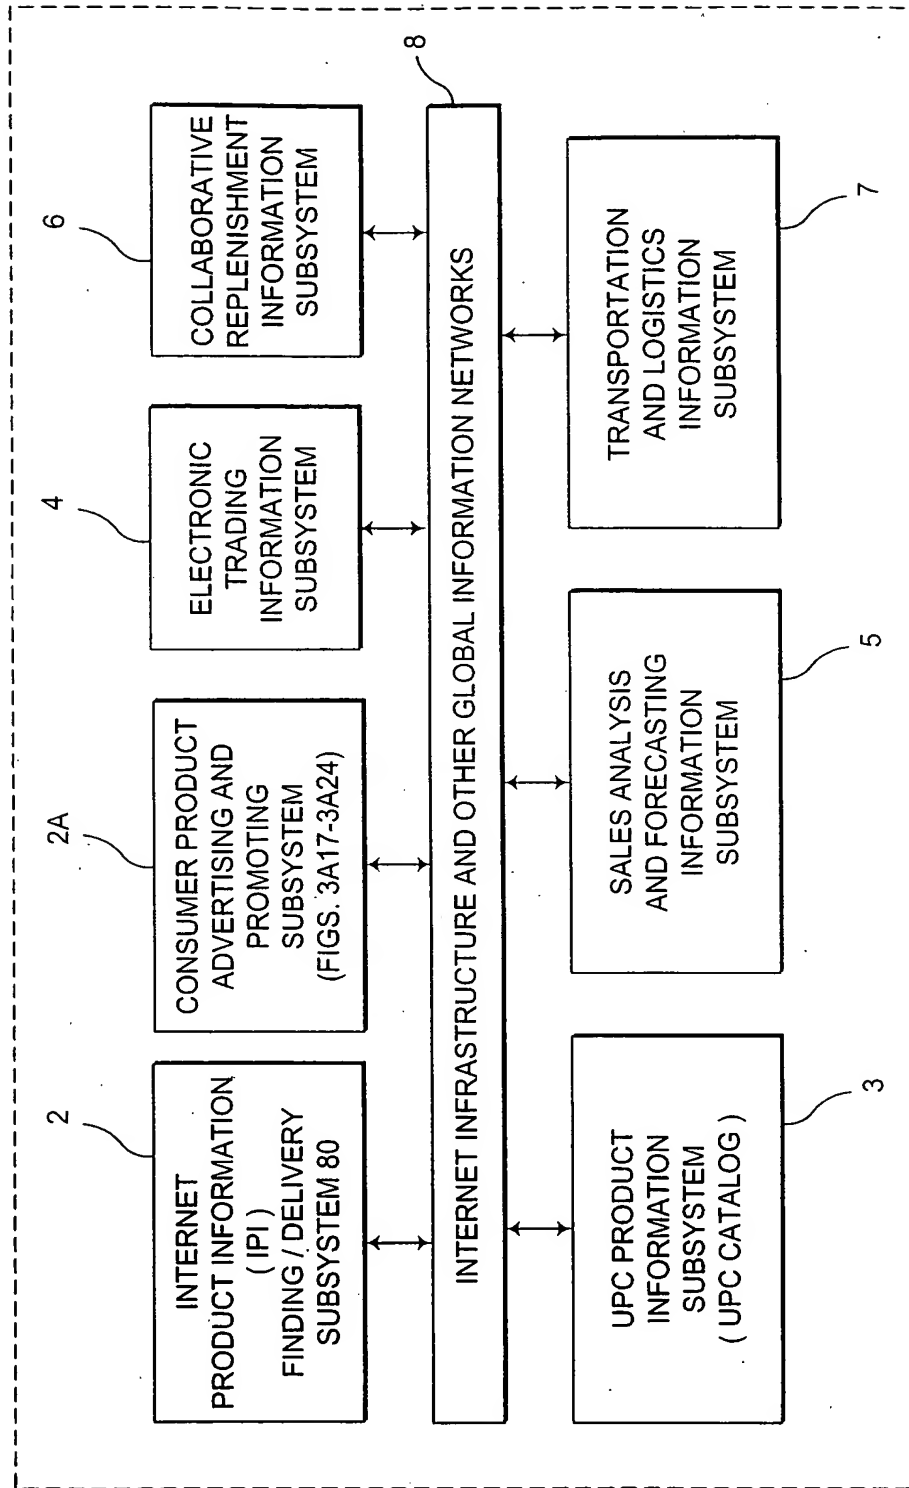 2
INTERNET
PRODUCT INFORMATION
( IPI )
FINDING / DELIVERY
SUBSYSTEM 80
2A
CONSUMER PRODUCT
ADVERTISING AND
PROMOTING
SUBSYSTEM
(FIGS. 3A17-3A24)
4
ELECTRONIC
TRADING
INFORMATION
SUBSYSTEM
6
COLLABORATIVE
REPLENISHMENT
INFORMATION
SUBSYSTEM
8
INTERNET INFRASTRUCTURE AND OTHER GLOBAL INFORMATION NETWORKS
UPC PRODUCT
INFORMATION
SUBSYSTEM
( UPC CATALOG )
3
SALES ANALYSIS
AND FORECASTING
INFORMATION
SUBSYSTEM
5
TRANSPORTATION
AND LOGISTICS
INFORMATION
SUBSYSTEM
7